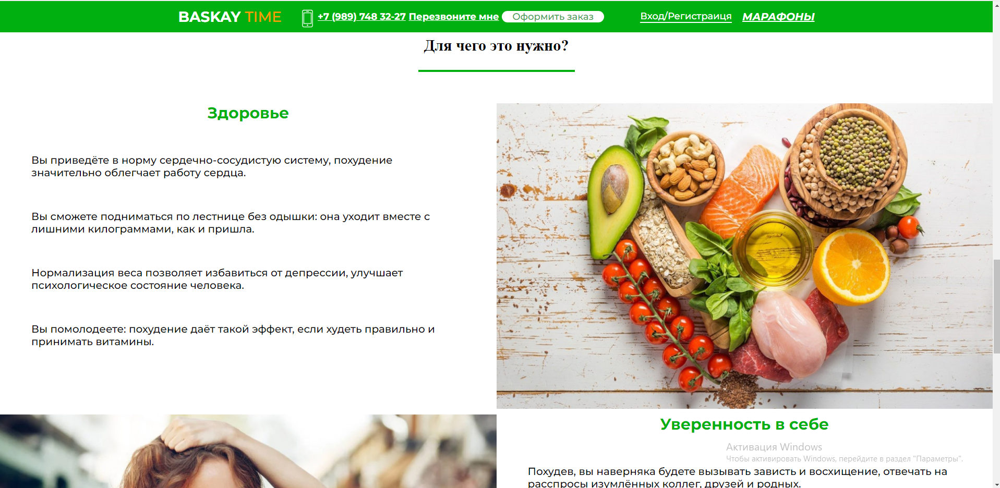 BASKAY TIME +7 (989) 748 32-27 Перезвоните мне Оформить заказ Вход/Регистраиця МАРАФОНЫ
Для чего это нужно?
Здоровье
Вы приведёте в норму сердечно-сосудистую систему, похудение
значительно облегчает работу сердца.
Вы сможете подниматься по лестнице без одышки: она уходит вместе с
лишними килограммами, как и пришла.
Нормализация веса позволяет избавиться от депрессии, улучшает
психологическое состояние человека.
Вы помолодеете: похудение даёт такой эффект, если худеть правильно и
принимать витамины.
Уверенность в себе
Активация Windows
Чтобы активировать Windows, перейдите в раздел "Параметры".
Похудев, вы наверняка будете вызывать зависть и восхищение, отвечать на
расспросы изумлённых коллег, друзей и родных.